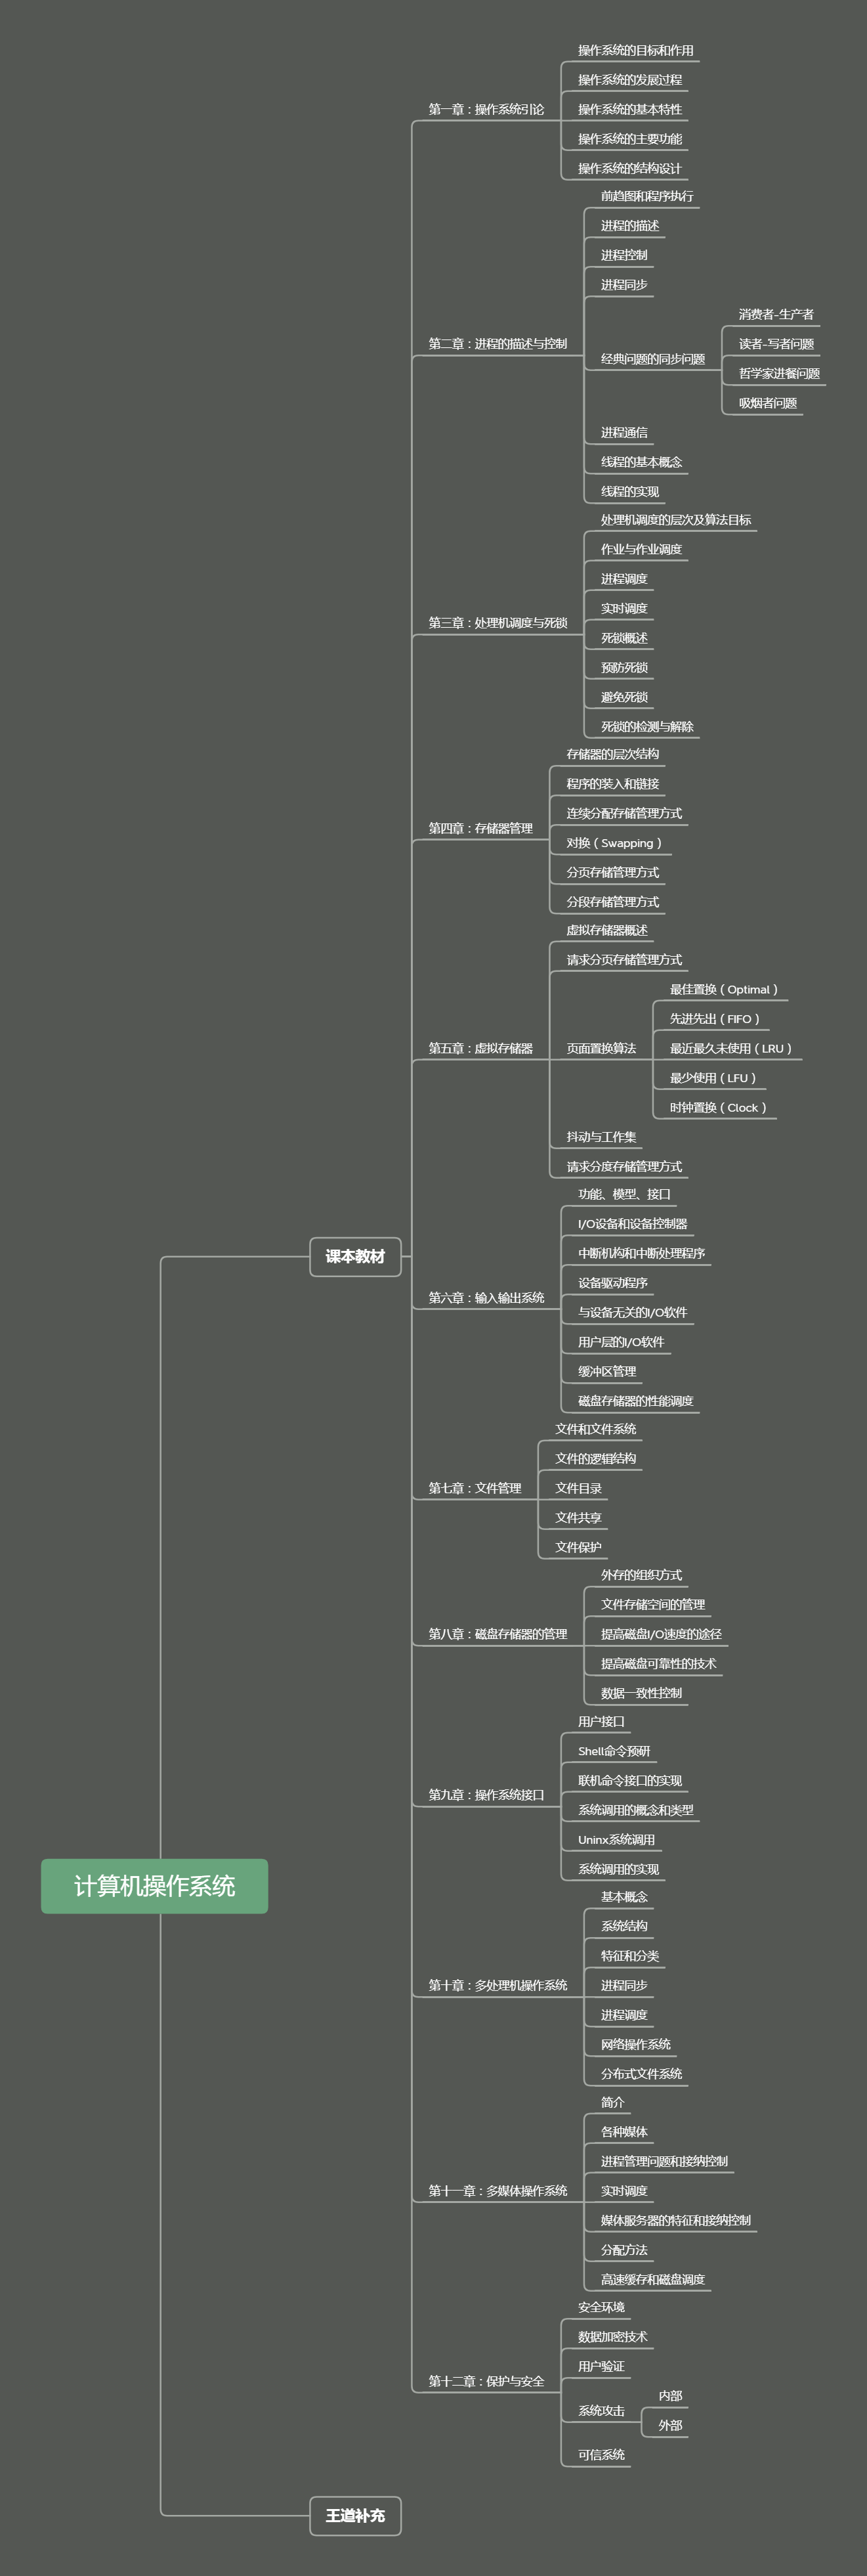 计算机操作系统
课本教材
第一章：操作系统引论
操作系统的目标和作用
操作系统的发展过程
操作系统的基本特性
操作系统的主要功能
操作系统的结构设计
第二章：进程的描述与控制
前趋图和程序执行
进程的描述
进程控制
进程同步
经典问题的同步问题
消费者-生产者
读者-写者问题
哲学家进餐问题
吸烟者问题
进程通信
线程的基本概念
线程的实现
第三章：处理机调度与死锁
处理机调度的层次及算法目标
作业与作业调度
进程调度
实时调度
死锁概述
预防死锁
避免死锁
死锁的检测与解除
第四章：存储器管理
存储器的层次结构
程序的装入和链接
连续分配存储管理方式
对换（Swapping）
分页存储管理方式
分段存储管理方式
第五章：虚拟存储器
虚拟存储器概述
请求分页存储管理方式
页面置换算法
最佳置换（Optimal）
先进先出（FIFO）
最近最久未使用（LRU）
最少使用（LFU）
时钟置换（Clock）
抖动与工作集
请求分度存储管理方式
第六章：输入输出系统
功能、模型、接口
I/O设备和设备控制器
中断机构和中断处理程序
设备驱动程序
与设备无关的I/O软件
用户层的I/O软件
缓冲区管理
磁盘存储器的性能调度
第七章：文件管理
文件和文件系统
文件的逻辑结构
文件目录
文件共享
文件保护
第八章：磁盘存储器的管理
外存的组织方式
文件存储空间的管理
提高磁盘I/O速度的途径
提高磁盘可靠性的技术
数据一致性控制
第九章：操作系统接口
用户接口
Shell命令预研
联机命令接口的实现
系统调用的概念和类型
Uninx系统调用
系统调用的实现
第十章：多处理机操作系统
基本概念
系统结构
特征和分类
进程同步
进程调度
网络操作系统
分布式文件系统
第十一章：多媒体操作系统
简介
各种媒体
进程管理问题和接纳控制
实时调度
媒体服务器的特征和接纳控制
分配方法
高速缓存和磁盘调度
第十二章：保护与安全
安全环境
数据加密技术
用户验证
系统攻击
内部
外部
可信系统
王道补充